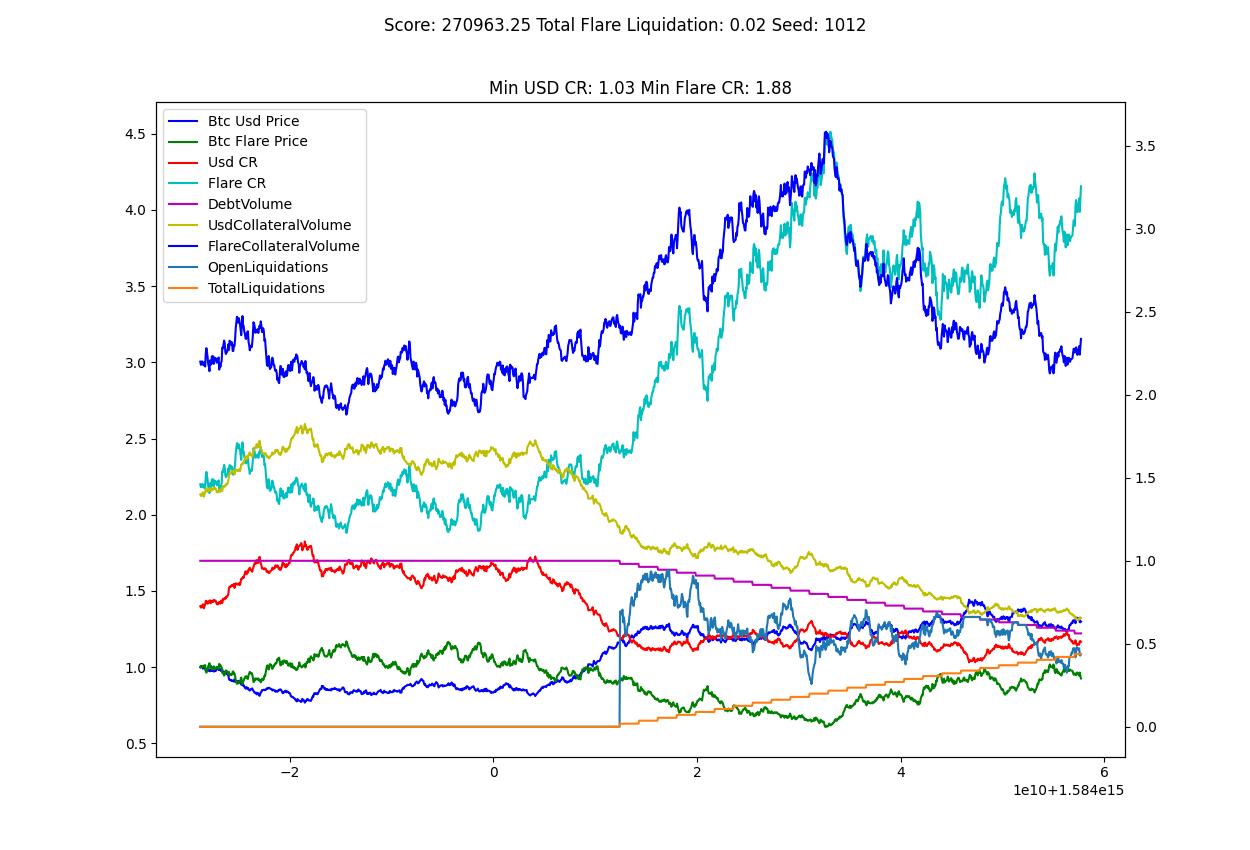 Score: 270963.25 Total Flare Liquidation: 0.02 Seed: 1012
Min USD CR: 1.03 Min Flare CR: 1.88
Btc Usd Price
Btc Flare Price
Usd CR
Flare CR
DebtVolume
UsdCollateralVolume
FlareCollateralVolume
OpenLiquidations
TotalLiquidations
4.5
4.0
3.5
3.0
2.5
2.0
1.5
1.0
0.5
3.5
3.0
2.5
2.0
1.5
1.0
0.5
0.0
−2 0 2 4 6
1e10+1.584e15